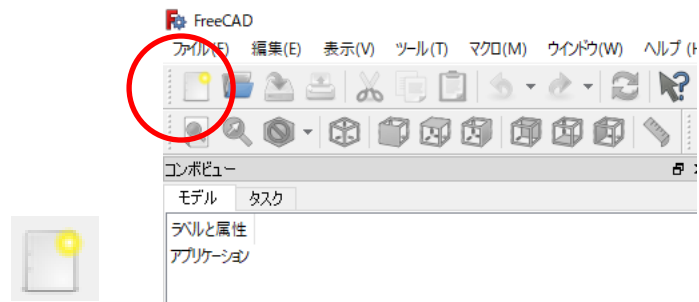 FreeCAD
ファイル(F) 編集(E) 表示(V) ツール(T) マクロ(M) ウインドウ(W) ヘルプ(H
コンボビュー
モデル タスク
ラベルと属性
アプリケーション